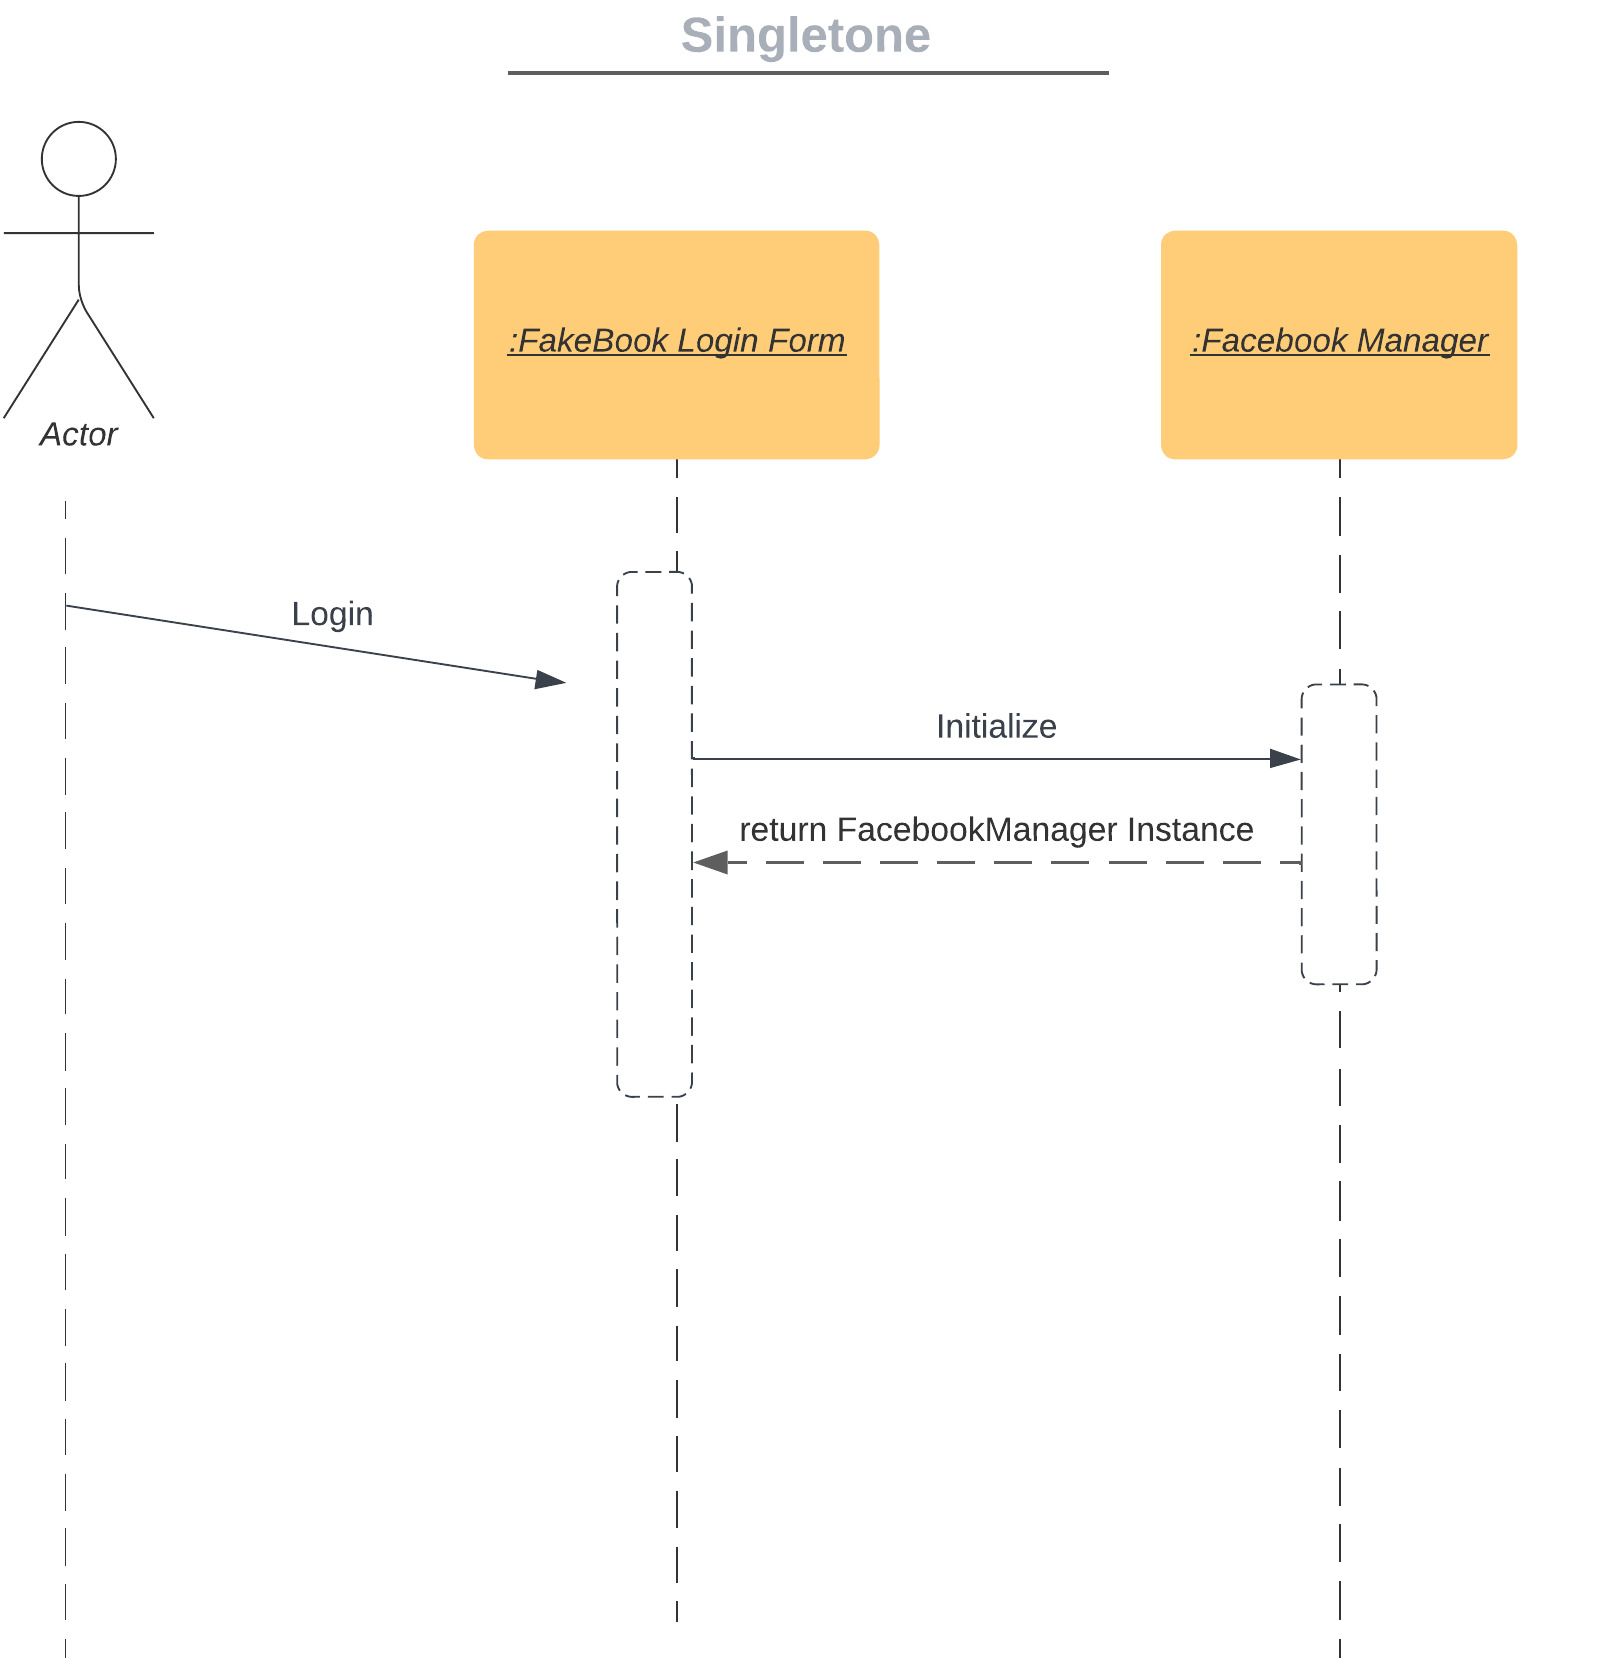 Singletone
:FakeBook Login Form
:Facebook Manager
Actor
Login
Initialize
return FacebookManager Instance